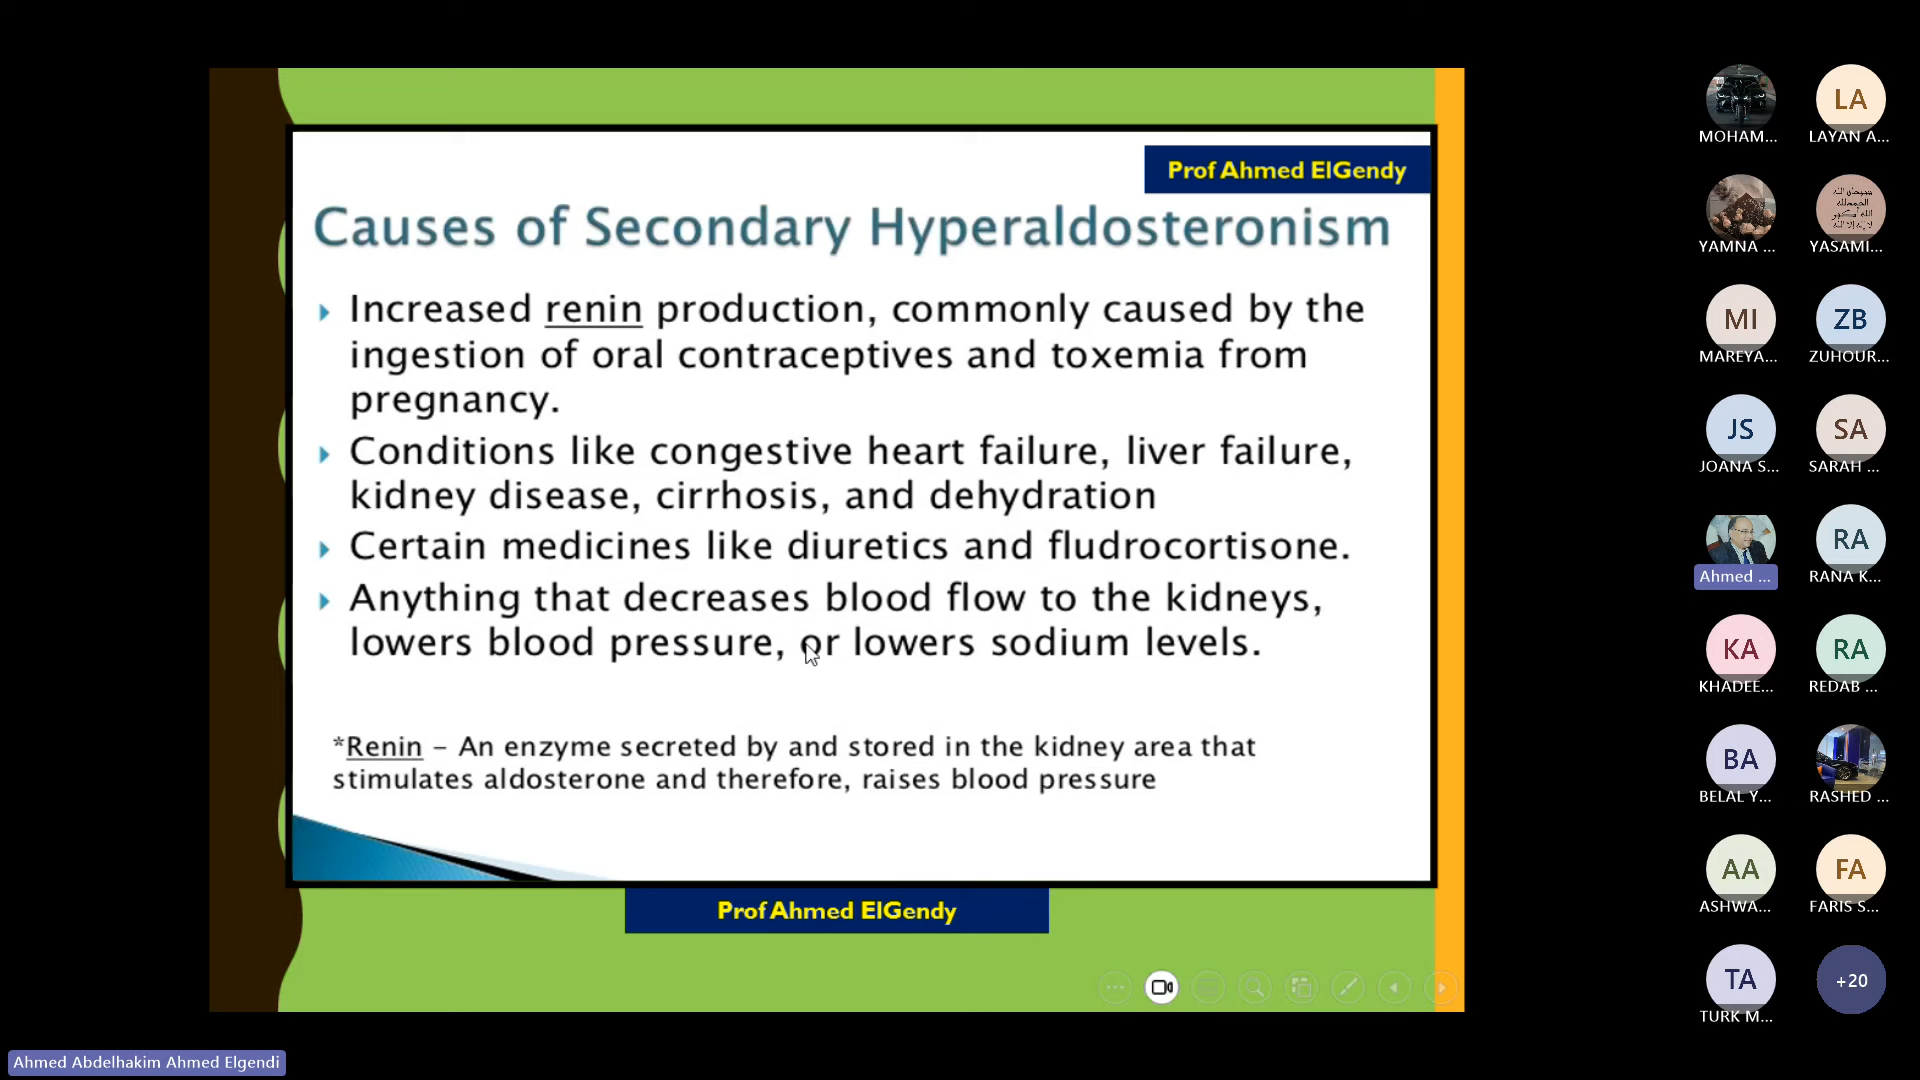 Prof Ahmed ElGendy
Causes of Secondary Hyperaldosteronism
Increased renin production, commonly caused by the
ingestion of oral contraceptives and toxemia from
pregnancy.
Conditions like congestive heart failure, liver failure,
kidney disease, cirrhosis, and dehydration
Certain medicines like diuretics and fludrocortisone.
Anything that decreases blood flow to the kidneys,
lowers blood pressure, or lowers sodium levels.
*Renin – An enzyme secreted by and stored in the kidney area that
stimulates aldosterone and therefore, raises blood pressure
Prof Ahmed ElGendy
MOHAM...
LA
LAYAN A...
YAMNA ...
YASAMI...
MI
MAREYA...
ZB
ZUHOUR...
JS
JOANA S...
SA
SARAH ...
Ahmed ...
RA
RANA K...
KA
KHADEE...
RA
REDAB ...
BA
BELAL Y...
RASHED ...
AA
ASHWA...
FA
FARIS S...
TA
TURK M...
+20
Ahmed Abdelhakim Ahmed Elgendi